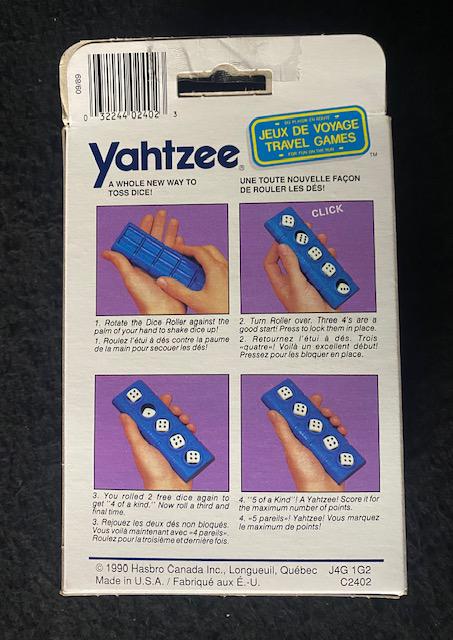 09/89
0 32244 02402 3
DU PLAISIR EN ROUTE
JEUX DE VOYAGE
TRAVEL GAMES
FOR FUN ON THE RUN
™
Yahtzee®
A WHOLE NEW WAY TO
TOSS DICE!
UNE TOUTE NOUVELLE FAÇON
DE ROULER LES DÉS!
CLICK
1. Rotate the Dice Roller against the
palm of your hand to shake dice up!
1. Roulez l'étui à dés contre la paume
de la main pour secouer les dés!
2. Turn Roller over. Three 4's are a
good start! Press to lock them in place.
2. Retournez l'étui à dés. Trois
«quatre»! Voilà un excellent début!
Pressez pour les bloquer en place.
3. You rolled 2 free dice again to
get "4 of a kind." Now roll a third and
final time.
3. Rejouez les deux dés non bloqués.
Vous voilà maintenant avec «4 pareils».
Roulez pour la troisième et dernière fois.
4. "5 of a Kind"! A Yahtzee! Score it for
the maximum number of points.
4. «5 pareils»! Yahtzee! Vous marquez
le maximum de points!
© 1990 Hasbro Canada Inc., Longueuil, Québec J4G 1G2
Made in U.S.A. / Fabriqué aux É.-U. C2402